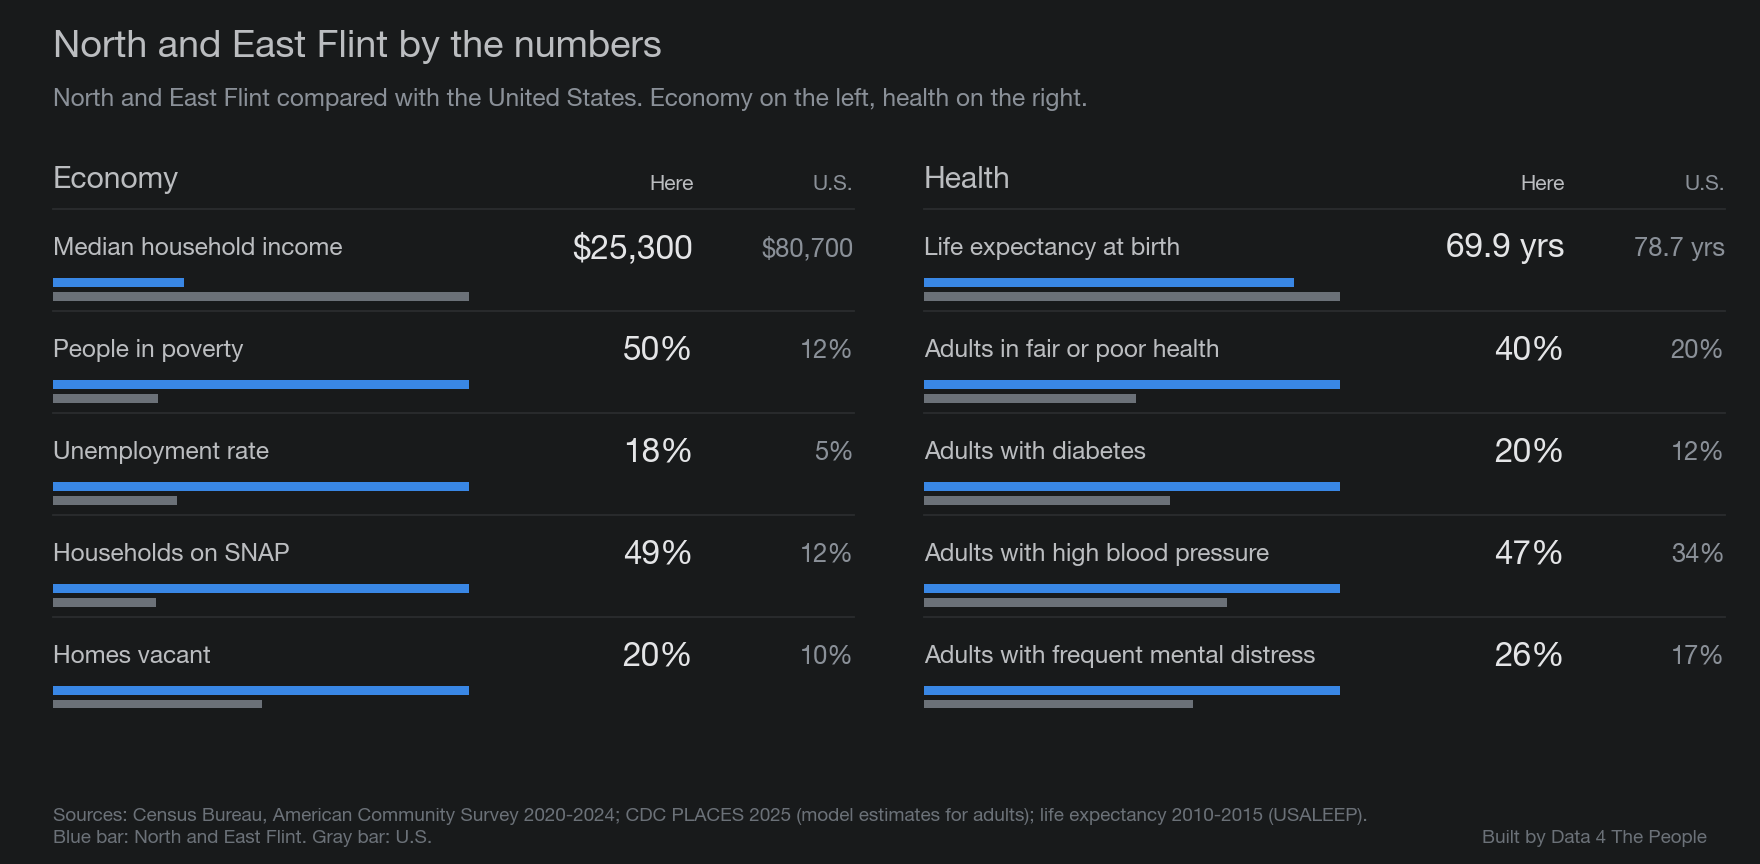 North and East Flint by the numbers
North and East Flint compared with the United States. Economy on the left, health on the right.
Economy Here U.S.
Median household income $25,300 $80,700
People in poverty 50% 12%
Unemployment rate 18% 5%
Households on SNAP 49% 12%
Homes vacant 20% 10%
Health Here U.S.
Life expectancy at birth 69.9 yrs 78.7 yrs
Adults in fair or poor health 40% 20%
Adults with diabetes 20% 12%
Adults with high blood pressure 47% 34%
Adults with frequent mental distress 26% 17%
Sources: Census Bureau, American Community Survey 2020-2024; CDC PLACES 2025 (model estimates for adults); life expectancy 2010-2015 (USALEEP).
Blue bar: North and East Flint. Gray bar: U.S.
Built by Data 4 The People